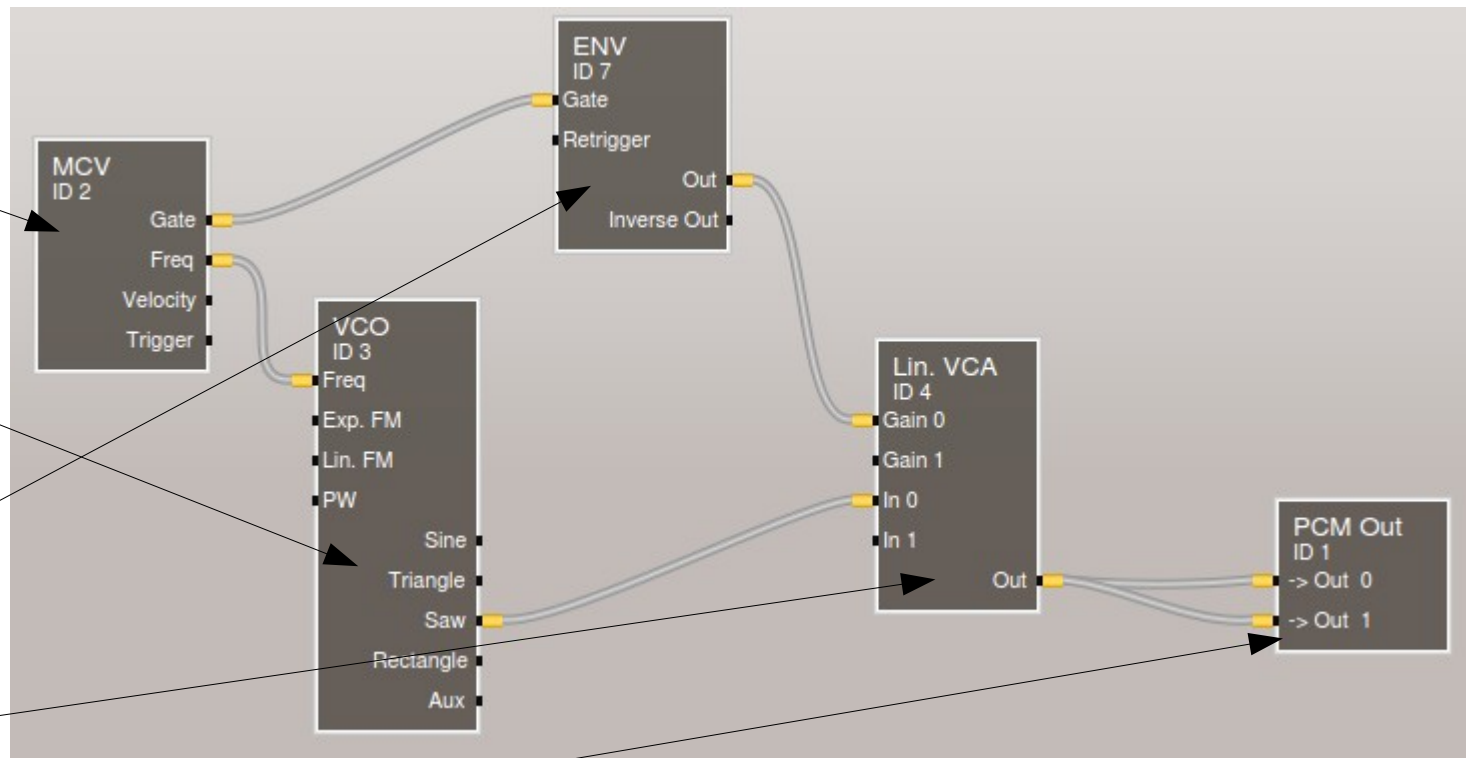 MCV
ID 2
Gate
Freq
Velocity
Trigger
ENV
ID 7
Gate
Retrigger
Out
Inverse Out
VCO
ID 3
Freq
Exp. FM
Lin. FM
PW
Sine
Triangle
Saw
Rectangle
Aux
Lin. VCA
ID 4
Gain 0
Gain 1
In 0
In 1
Out
PCM Out
ID 1
-> Out 0
-> Out 1